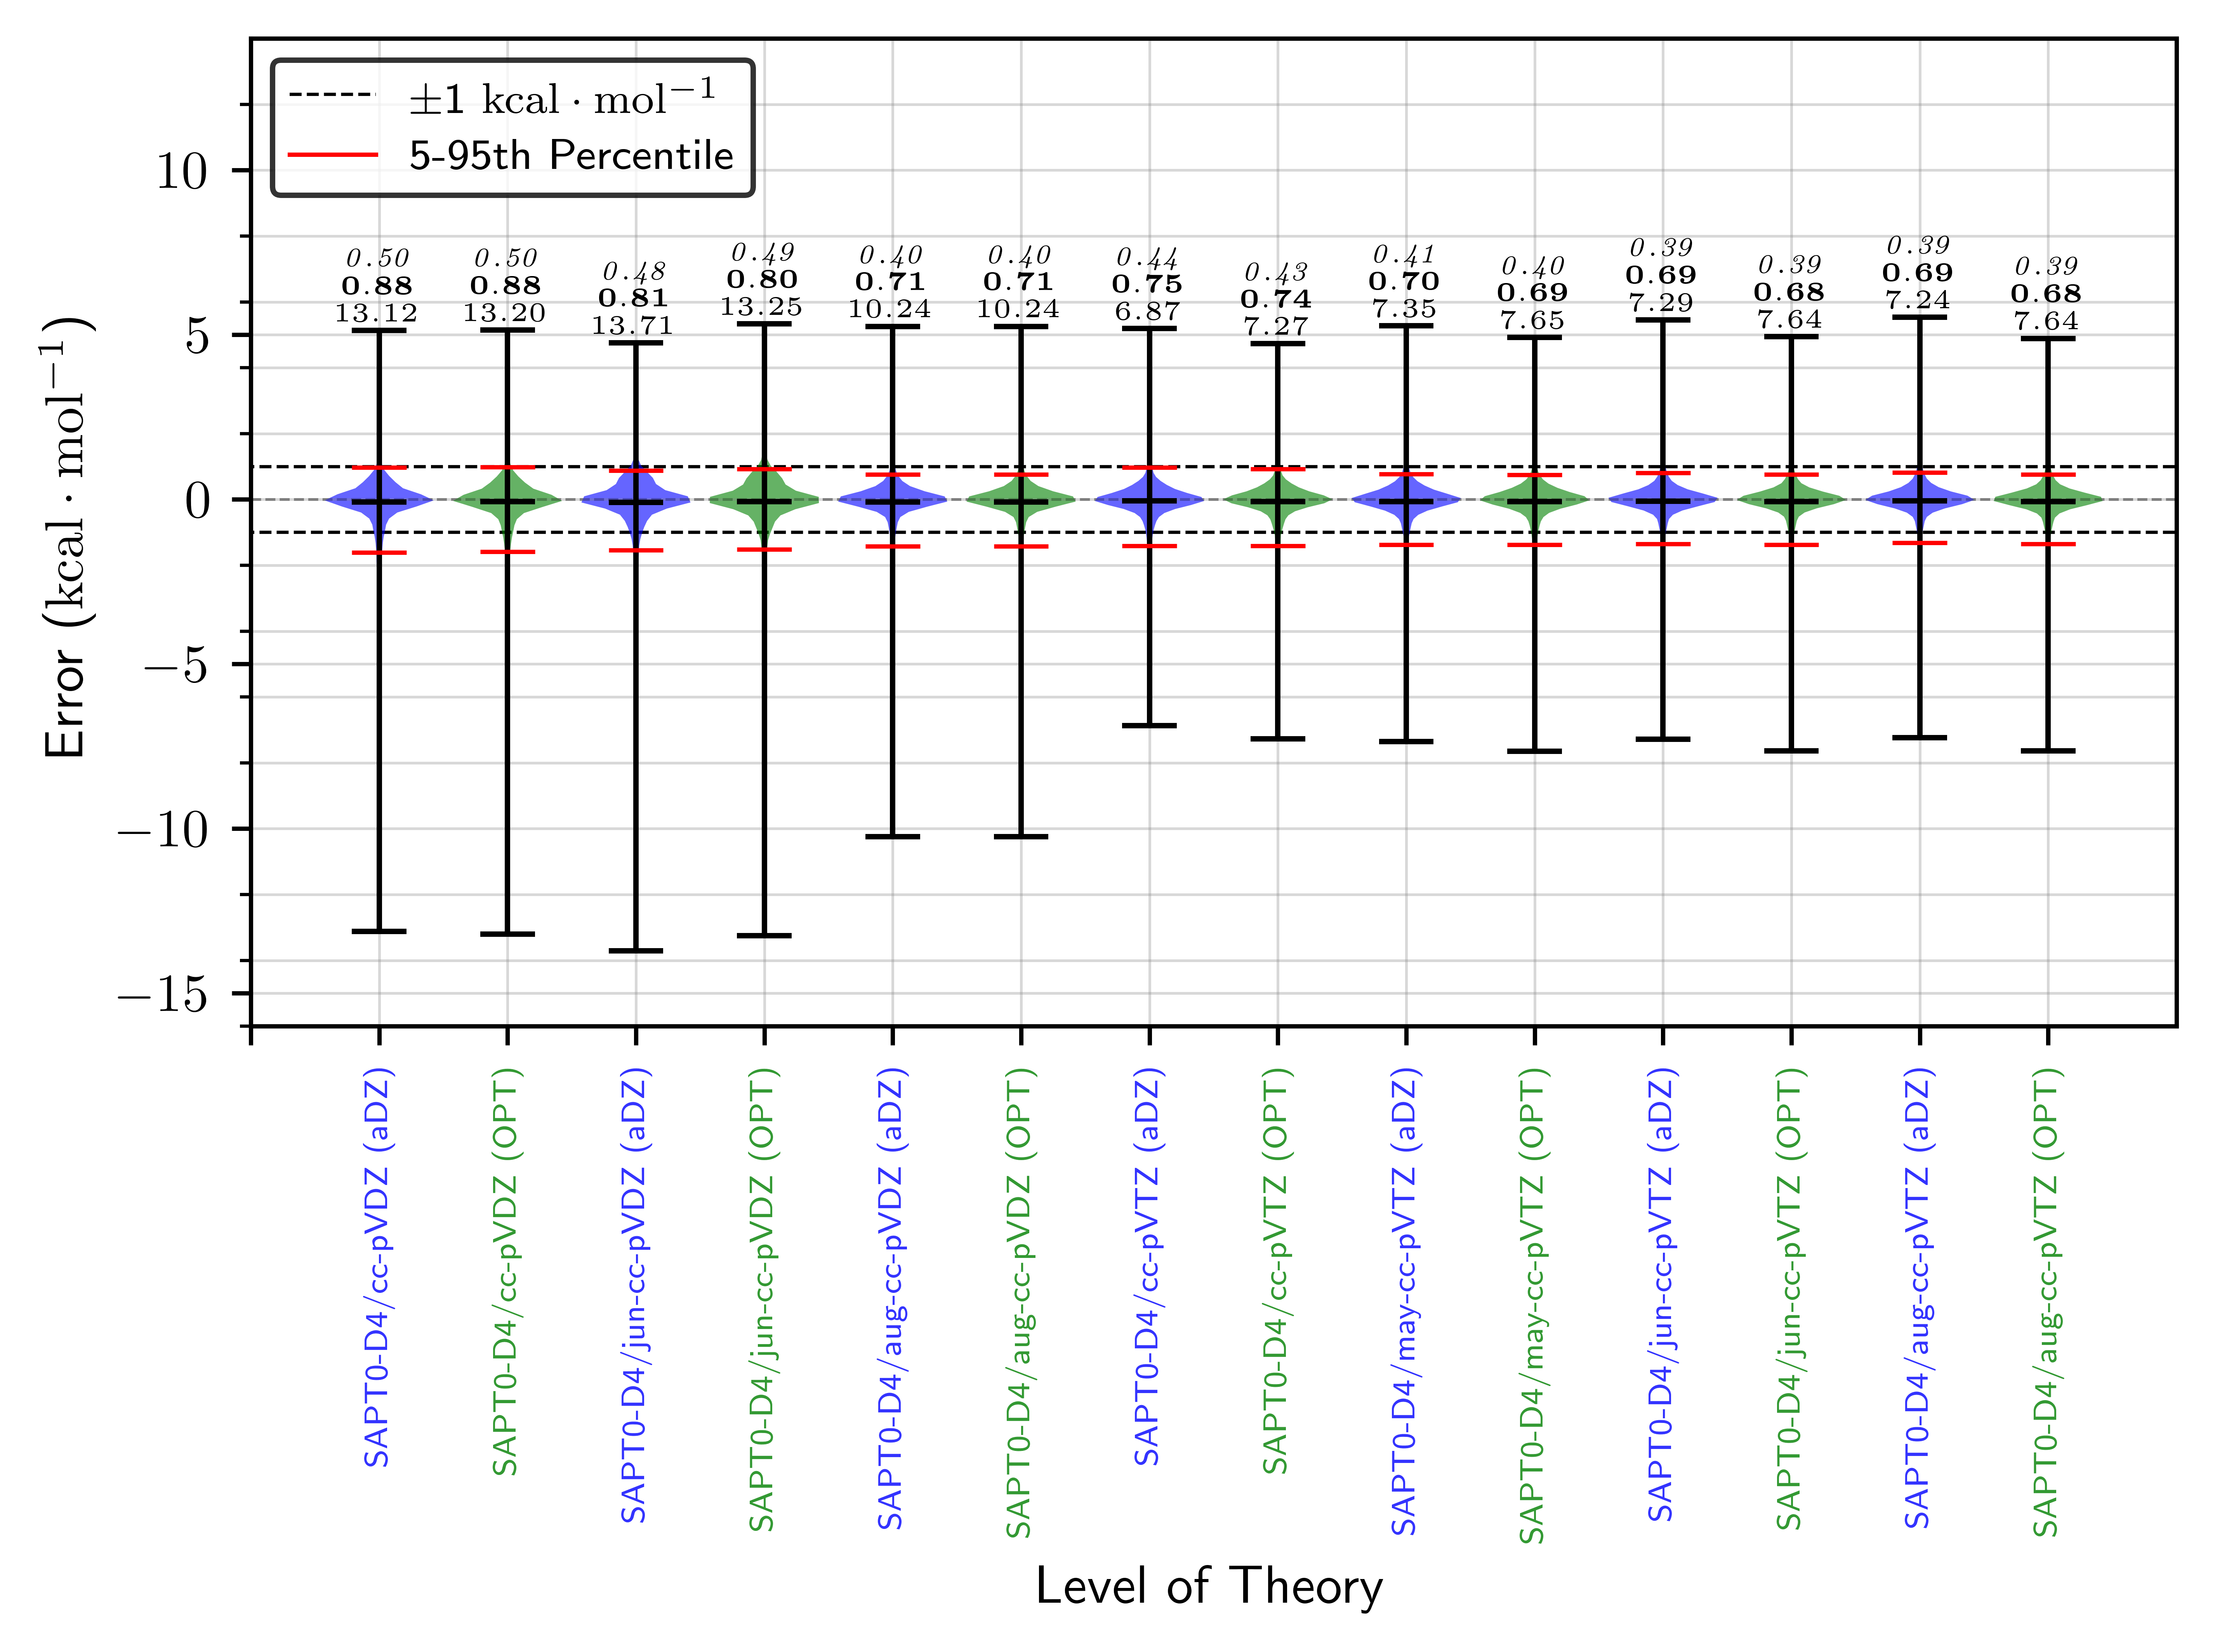 ±1 kcal · mol⁻¹
5-95th Percentile
Error (kcal · mol⁻¹)
10
5
0
−5
−10
−15
0.50
0.88
13.12
0.50
0.88
13.20
0.48
0.81
13.71
0.49
0.80
13.25
0.40
0.71
10.24
0.40
0.71
10.24
0.44
0.75
6.87
0.43
0.74
7.27
0.41
0.70
7.35
0.40
0.69
7.65
0.39
0.69
7.29
0.39
0.68
7.64
0.39
0.69
7.24
0.39
0.68
7.64
SAPT0-D4/cc-pVDZ (aDZ)
SAPT0-D4/cc-pVDZ (OPT)
SAPT0-D4/jun-cc-pVDZ (aDZ)
SAPT0-D4/jun-cc-pVDZ (OPT)
SAPT0-D4/aug-cc-pVDZ (aDZ)
SAPT0-D4/aug-cc-pVDZ (OPT)
SAPT0-D4/cc-pVTZ (aDZ)
SAPT0-D4/cc-pVTZ (OPT)
SAPT0-D4/may-cc-pVTZ (aDZ)
SAPT0-D4/may-cc-pVTZ (OPT)
SAPT0-D4/jun-cc-pVTZ (aDZ)
SAPT0-D4/jun-cc-pVTZ (OPT)
SAPT0-D4/aug-cc-pVTZ (aDZ)
SAPT0-D4/aug-cc-pVTZ (OPT)
Level of Theory